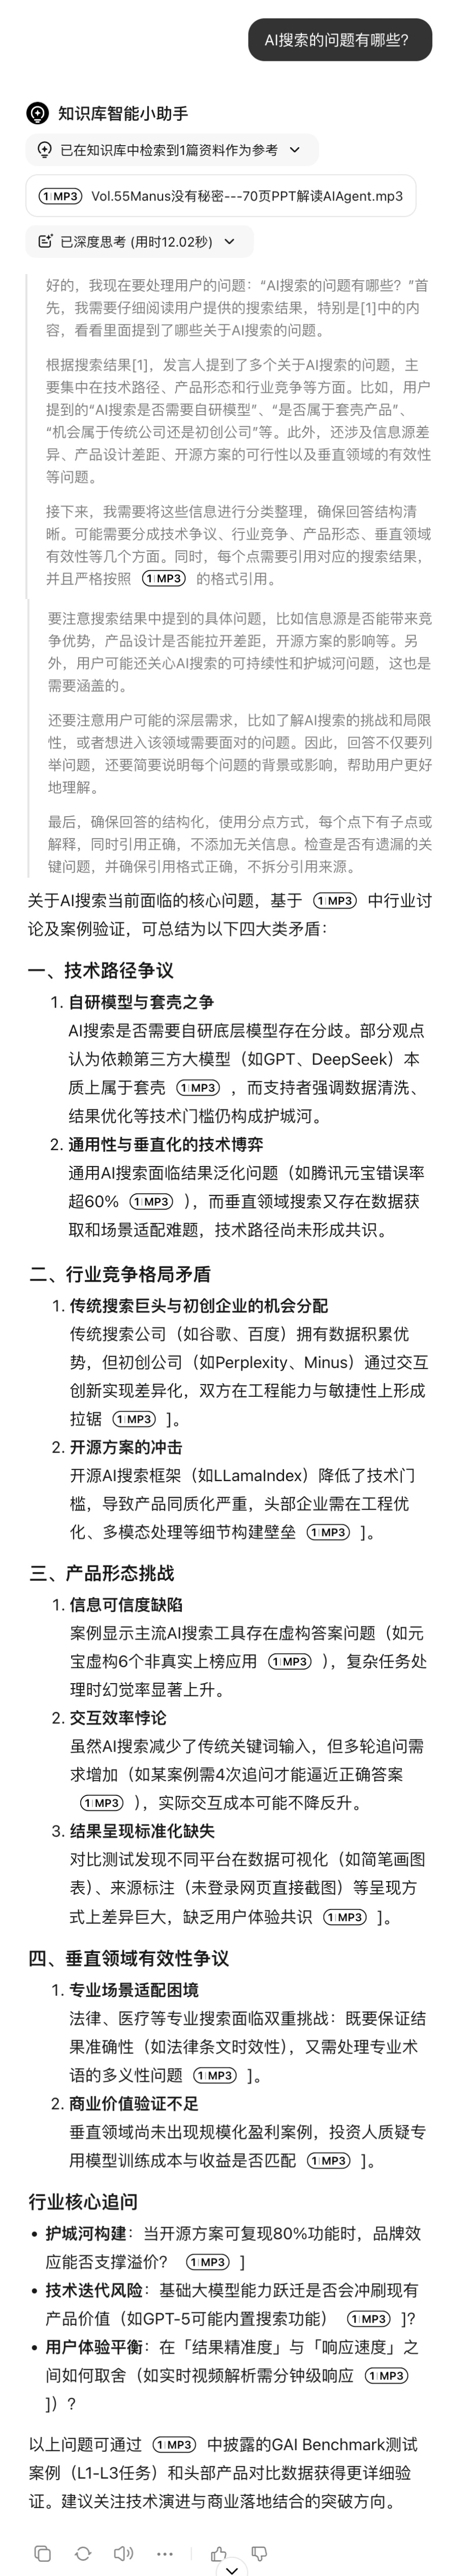 AI搜索的问题有哪些?
知识库智能小助手
已在知识库中检索到1篇资料作为参考
1 MP3 Vol.55Manus没有秘密---70页PPT解读AIAgent.mp3
已深度思考 (用时12.02秒)
好的，我现在要处理用户的问题：“AI搜索的问题有哪些？”首
先，我需要仔细阅读用户提供的搜索结果，特别是[1]中的内
容，看看里面提到了哪些关于AI搜索的问题。
根据搜索结果[1]，发言人提到了多个关于AI搜索的问题，主
要集中在技术路径、产品形态和行业竞争等方面。比如，用户
提到的“AI搜索是否需要自研模型”、“是否属于套壳产品”、
“机会属于传统公司还是初创公司”等。此外，还涉及信息源差
异、产品设计差距、开源方案的可行性以及垂直领域的有效性
等问题。
接下来，我需要将这些信息进行分类整理，确保回答结构清
晰。可能需要分成技术争议、行业竞争、产品形态、垂直领域
有效性等几个方面。同时，每个点需要引用对应的搜索结果，
并且严格按照 1 MP3 的格式引用。
要注意搜索结果中提到的具体问题，比如信息源是否能带来竞
争优势，产品设计是否能拉开差距，开源方案的影响等。另
外，用户可能还关心AI搜索的可持续性和护城河问题，这也是
需要涵盖的。
还要注意用户可能的深层需求，比如了解AI搜索的挑战和局限
性，或者想进入该领域需要面对的问题。因此，回答不仅要列
举问题，还要简要说明每个问题的背景或影响，帮助用户更好
地理解。
最后，确保回答的结构化，使用分点方式，每个点下有子点或
解释，同时引用正确，不添加无关信息。检查是否有遗漏的关
键问题，并确保引用格式正确，不拆分引用来源。
关于AI搜索当前面临的核心问题，基于 1 MP3 中行业讨
论及案例验证，可总结为以下四大类矛盾：
一、技术路径争议
1. 自研模型与套壳之争
AI搜索是否需要自研底层模型存在分歧。部分观点
认为依赖第三方大模型（如GPT、DeepSeek）本
质上属于套壳 1 MP3 ，而支持者强调数据清洗、
结果优化等技术门槛仍构成护城河。
2. 通用性与垂直化的技术博弈
通用AI搜索面临结果泛化问题（如腾讯元宝错误率
超60% 1 MP3 )，而垂直领域搜索又存在数据获
取和场景适配难题，技术路径尚未形成共识。
二、行业竞争格局矛盾
1. 传统搜索巨头与初创企业的机会分配
传统搜索公司（如谷歌、百度）拥有数据积累优
势，但初创公司（如Perplexity、Minus）通过交互
创新实现差异化，双方在工程能力与敏捷性上形成
拉锯 1 MP3 ]。
2. 开源方案的冲击
开源AI搜索框架（如LLamaIndex）降低了技术门
槛，导致产品同质化严重，头部企业需在工程优
化、多模态处理等细节构建壁垒 1 MP3 ]。
三、产品形态挑战
1. 信息可信度缺陷
案例显示主流AI搜索工具存在虚构答案问题（如元
宝虚构6个非真实上榜应用 1 MP3 )，复杂任务处
理时幻觉率显著上升。
2. 交互效率悖论
虽然AI搜索减少了传统关键词输入，但多轮追问需
求增加（如某案例需4次追问才能逼近正确答案
1 MP3 )，实际交互成本可能不降反升。
3. 结果呈现标准化缺失
对比测试发现不同平台在数据可视化（如简笔画图
表）、来源标注（未登录网页直接截图）等呈现方
式上差异巨大，缺乏用户体验共识 1 MP3 ]。
四、垂直领域有效性争议
1. 专业场景适配困境
法律、医疗等专业搜索面临双重挑战：既要保证结
果准确性（如法律条文时效性），又需处理专业术
语的多义性问题 1 MP3 ]。
2. 商业价值验证不足
垂直领域尚未出现规模化盈利案例，投资人质疑专
用模型训练成本与收益是否匹配 1 MP3 ]。
行业核心追问
• 护城河构建：当开源方案可复现80%功能时，品牌效
应能否支撑溢价？ 1 MP3 ]
• 技术迭代风险：基础大模型能力跃迁是否会冲刷现有
产品价值（如GPT-5可能内置搜索功能） 1 MP3 ]?
• 用户体验平衡：在「结果精准度」与「响应速度」之
间如何取舍（如实时视频解析需分钟级响应 1 MP3
]）？
以上问题可通过 1 MP3 中披露的GAI Benchmark测试
案例（L1-L3任务）和头部产品对比数据获得更详细验
证。建议关注技术演进与商业落地结合的突破方向。